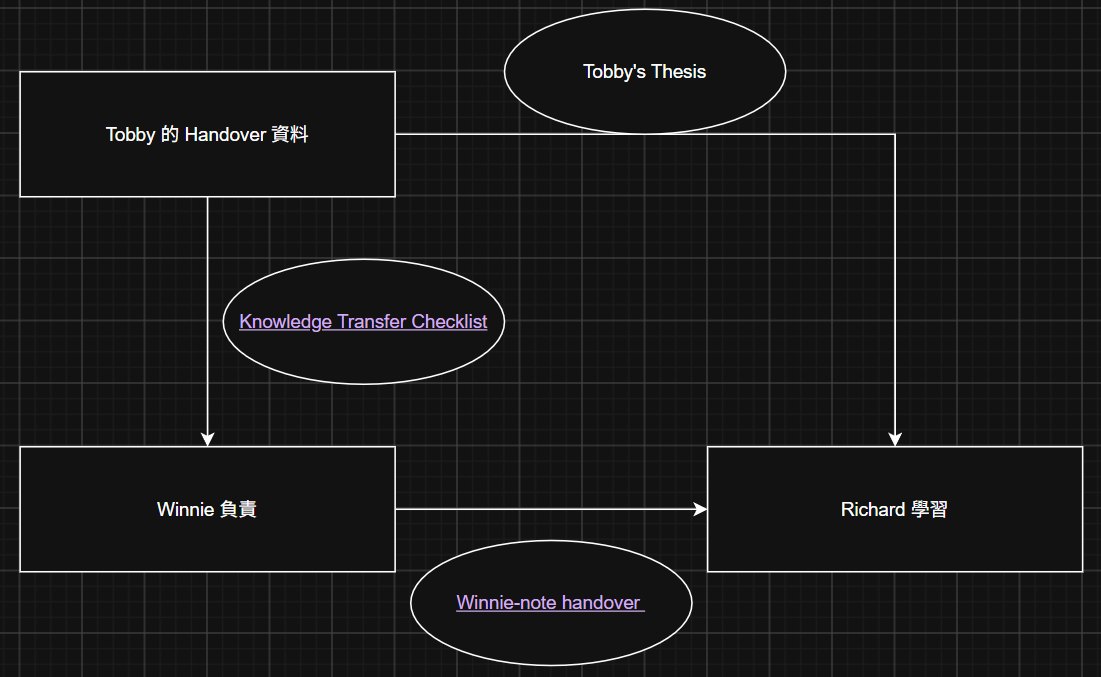 Tobby's Thesis
Tobby 的 Handover 資料
Knowledge Transfer Checklist
Winnie 負責
Richard 學習
Winnie-note handover